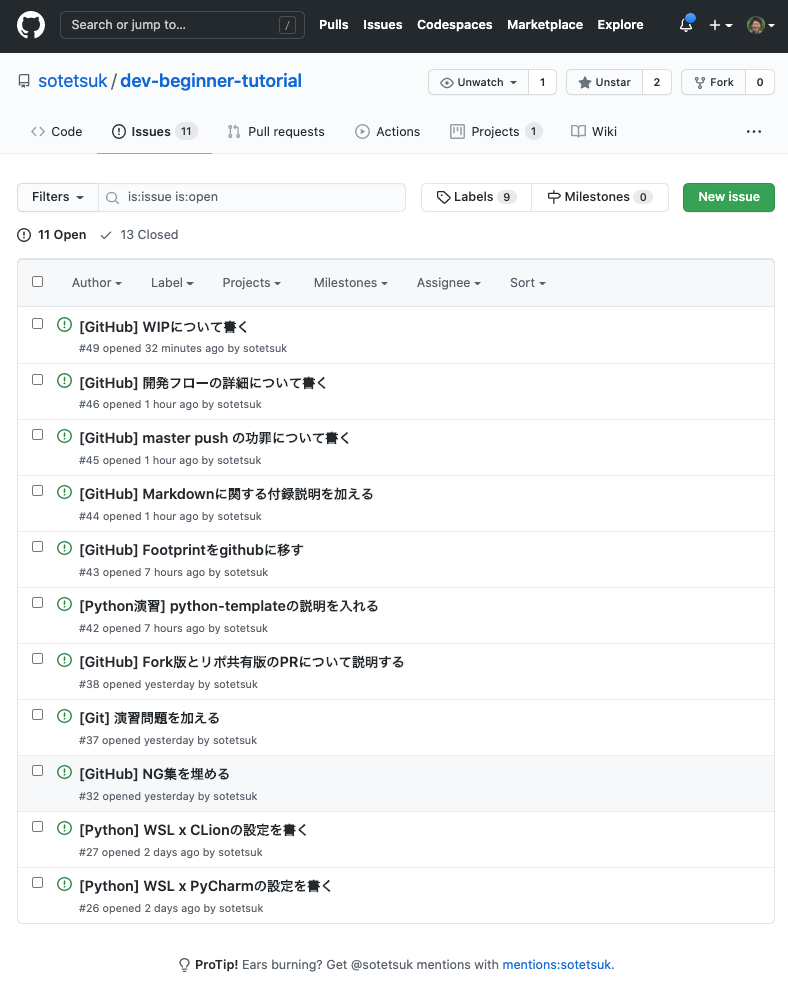 Search or jump to… / Pulls Issues Codespaces Marketplace Explore
sotetsuk / dev-beginner-tutorial Unwatch 1 Unstar 2 Fork 0
Code Issues 11 Pull requests Actions Projects 1 Wiki …
Filters is:issue is:open Labels 9 Milestones 0 New issue
11 Open 13 Closed
Author Label Projects Milestones Assignee Sort
[GitHub] WIPについて書く
#49 opened 32 minutes ago by sotetsuk
[GitHub] 開発フローの詳細について書く
#46 opened 1 hour ago by sotetsuk
[GitHub] master push の功罪について書く
#45 opened 1 hour ago by sotetsuk
[GitHub] Markdownに関する付録説明を加える
#44 opened 1 hour ago by sotetsuk
[GitHub] Footprintをgithubに移す
#43 opened 7 hours ago by sotetsuk
[Python演習] python-templateの説明を入れる
#42 opened 7 hours ago by sotetsuk
[GitHub] Fork版とリポ共有版のPRについて説明する
#38 opened yesterday by sotetsuk
[Git] 演習問題を加える
#37 opened yesterday by sotetsuk
[GitHub] NG集を埋める
#32 opened yesterday by sotetsuk
[Python] WSL x CLionの設定を書く
#27 opened 2 days ago by sotetsuk
[Python] WSL x PyCharmの設定を書く
#26 opened 2 days ago by sotetsuk
ProTip! Ears burning? Get @sotetsuk mentions with mentions:sotetsuk.